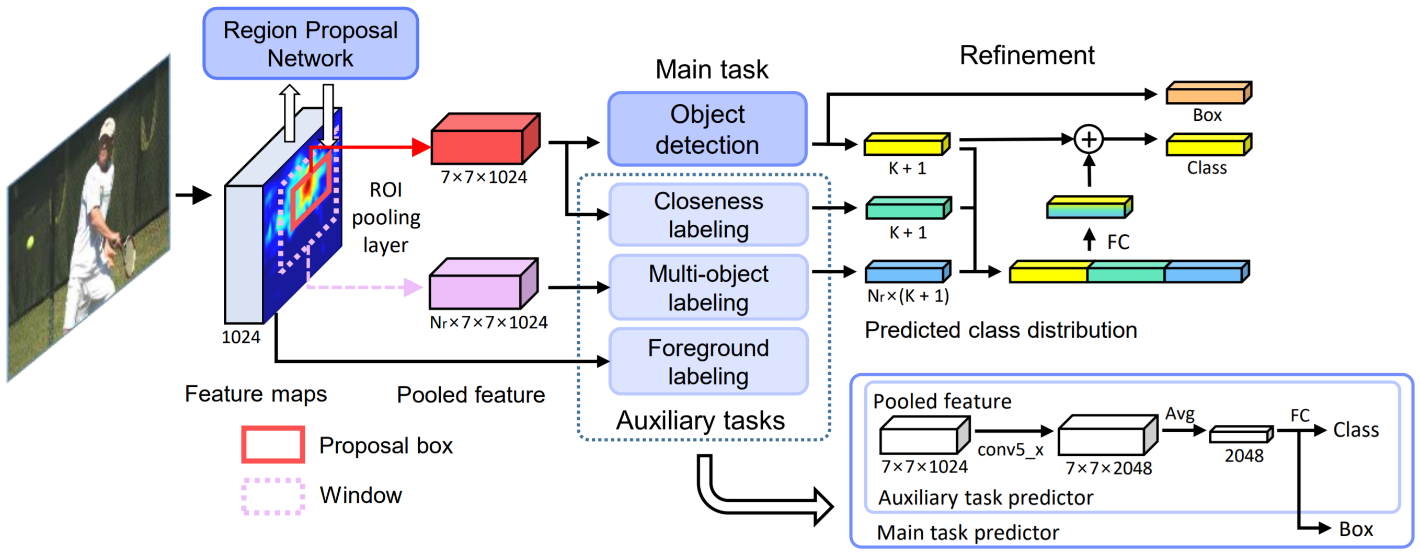 Region Proposal
Network
Main task
Refinement
Object
detection
Box
K + 1
Class
7×7×1024
ROI
pooling
layer
Closeness
labeling
K + 1
FC
Multi-object
labeling
Nr×(K + 1)
Nr×7×7×1024
1024
Predicted class distribution
Foreground
labeling
Feature maps
Pooled feature
Auxiliary tasks
Proposal box
Window
Pooled feature
Avg
FC
Class
conv5_x
7×7×1024
7×7×2048
2048
Auxiliary task predictor
Main task predictor
Box